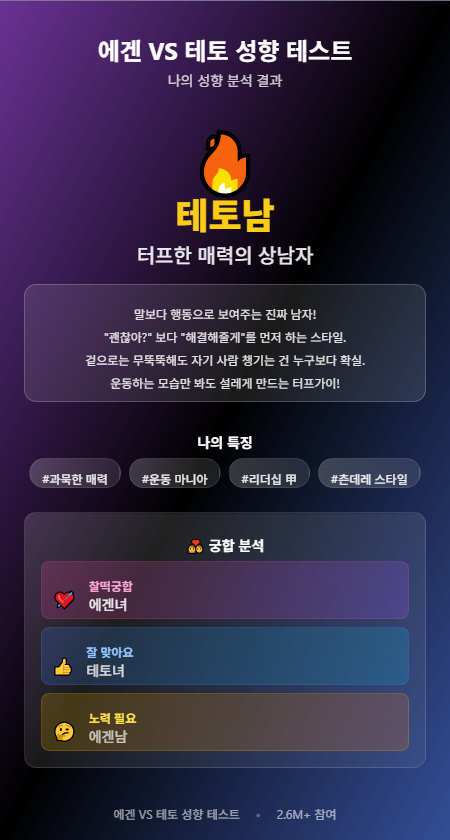 에겐 VS 테토 성향 테스트
나의 성향 분석 결과
테토남
터프한 매력의 상남자
말보다 행동으로 보여주는 진짜 남자!
"괜찮아?" 보다 "해결해줄게"를 먼저 하는 스타일.
겉으로는 무뚝뚝해도 자기 사람 챙기는 건 누구보다 확실.
운동하는 모습만 봐도 설레게 만드는 터프가이!
나의 특징
#과묵한 매력 #운동 마니아 #리더십 甲 #츤데레 스타일
궁합 분석
찰떡궁합
에겐녀
잘 맞아요
테토녀
노력 필요
에겐남
에겐 VS 테토 성향 테스트 • 2.6M+ 참여